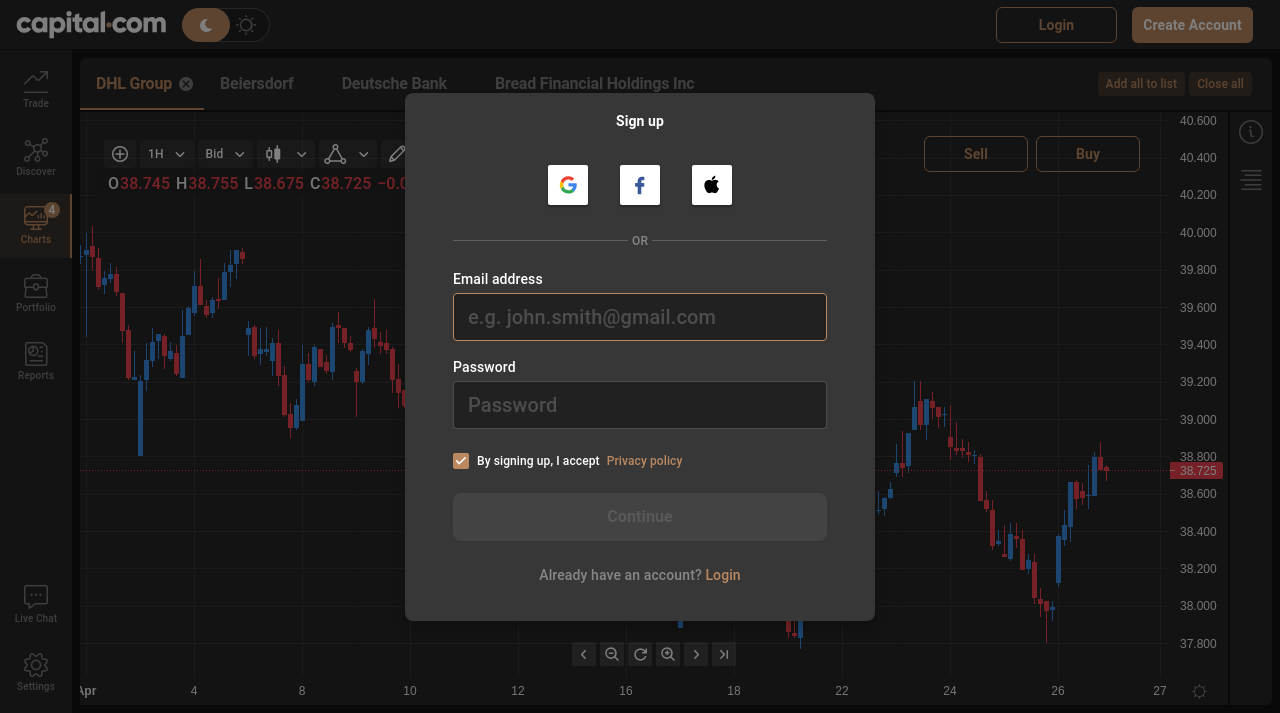 capital.com
Login
Create Account
DHL Group
Beiersdorf
Deutsche Bank
Bread Financial Holdings Inc
Add all to list
Close all
Trade
Discover
4
Charts
Portfolio
Reports
Live Chat
Settings
1H
Bid
O38.745 H38.755 L38.675 C38.725 −0.0
Sell
Buy
Sign up
OR
Email address
e.g. john.smith@gmail.com
Password
Password
By signing up, I accept Privacy policy
Continue
Already have an account? Login
40.600
40.400
40.200
40.000
39.800
39.600
39.400
39.200
39.000
38.800
38.725
38.600
38.400
38.200
38.000
37.800
Apr
4
8
10
12
16
18
22
24
26
27